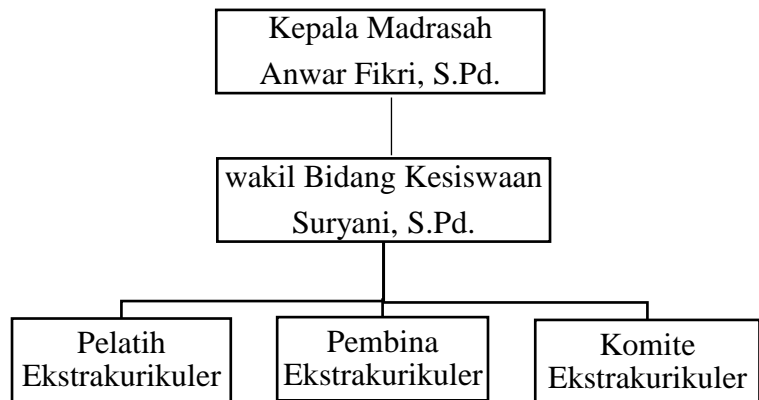 Kepala Madrasah
Anwar Fikri, S.Pd.
wakil Bidang Kesiswaan
Suryani, S.Pd.
Pelatih
Ekstrakurikuler
Pembina
Ekstrakurikuler
Komite
Ekstrakurikuler